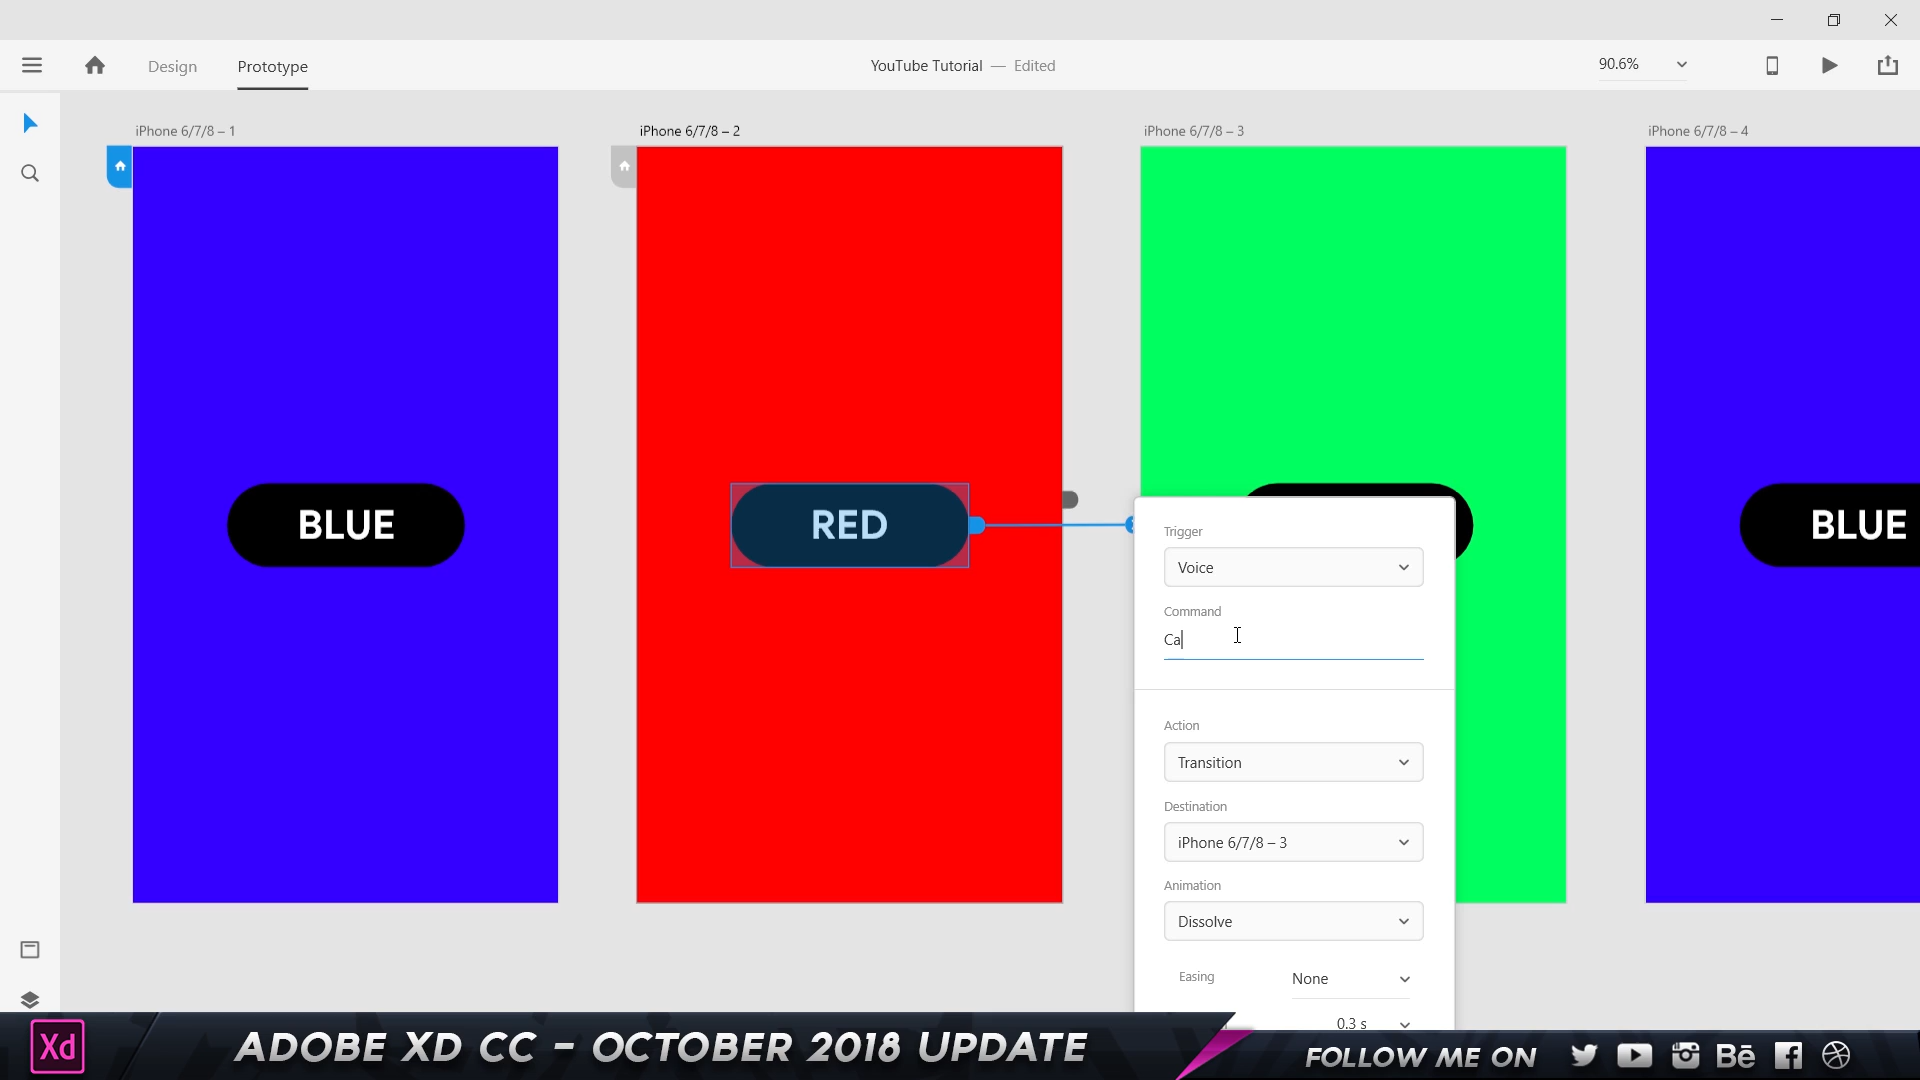 Design
Prototype
YouTube Tutorial — Edited
90.6%
iPhone 6/7/8 – 1
iPhone 6/7/8 – 2
iPhone 6/7/8 – 3
iPhone 6/7/8 – 4
BLUE
RED
BLUE
Trigger
Voice
Command
Ca
Action
Transition
Destination
iPhone 6/7/8 – 3
Animation
Dissolve
Easing
None
0.3 s
Xd
ADOBE XD CC - OCTOBER 2018 UPDATE
FOLLOW ME ON
Bē